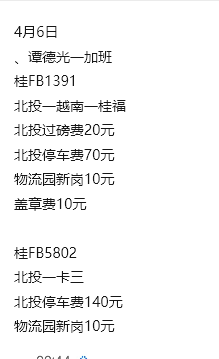 4月6日
、谭德光一加班
桂FB1391
北投一越南一桂福
北投过磅费20元
北投停车费70元
物流园新岗10元
盖章费10元
桂FB5802
北投一卡三
北投停车费140元
物流园新岗10元